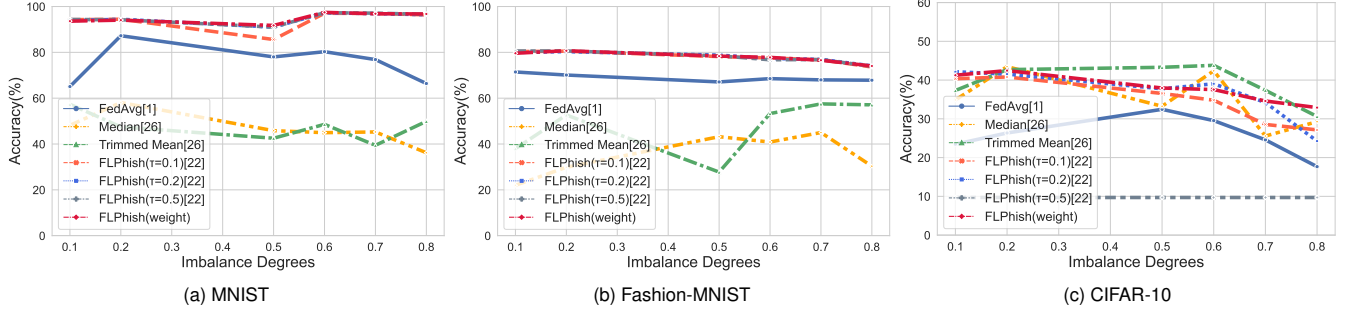 100
80
60
40
20
0
Accuracy(%)
FedAvg[1]
Median[26]
Trimmed Mean[26]
FLPhish(τ=0.1)[22]
FLPhish(τ=0.2)[22]
FLPhish(τ=0.5)[22]
FLPhish(weight)
0.1 0.2 0.3 0.4 0.5 0.6 0.7 0.8
Imbalance Degrees
(a) MNIST
100
80
60
40
20
0
Accuracy(%)
FedAvg[1]
Median[26]
Trimmed Mean[26]
FLPhish(τ=0.1)[22]
FLPhish(τ=0.2)[22]
FLPhish(τ=0.5)[22]
FLPhish(weight)
0.1 0.2 0.3 0.4 0.5 0.6 0.7 0.8
Imbalance Degrees
(b) Fashion-MNIST
60
50
40
30
20
10
0
Accuracy(%)
FedAvg[1]
Median[26]
Trimmed Mean[26]
FLPhish(τ=0.1)[22]
FLPhish(τ=0.2)[22]
FLPhish(τ=0.5)[22]
FLPhish(weight)
0.1 0.2 0.3 0.4 0.5 0.6 0.7 0.8
Imbalance Degrees
(c) CIFAR-10